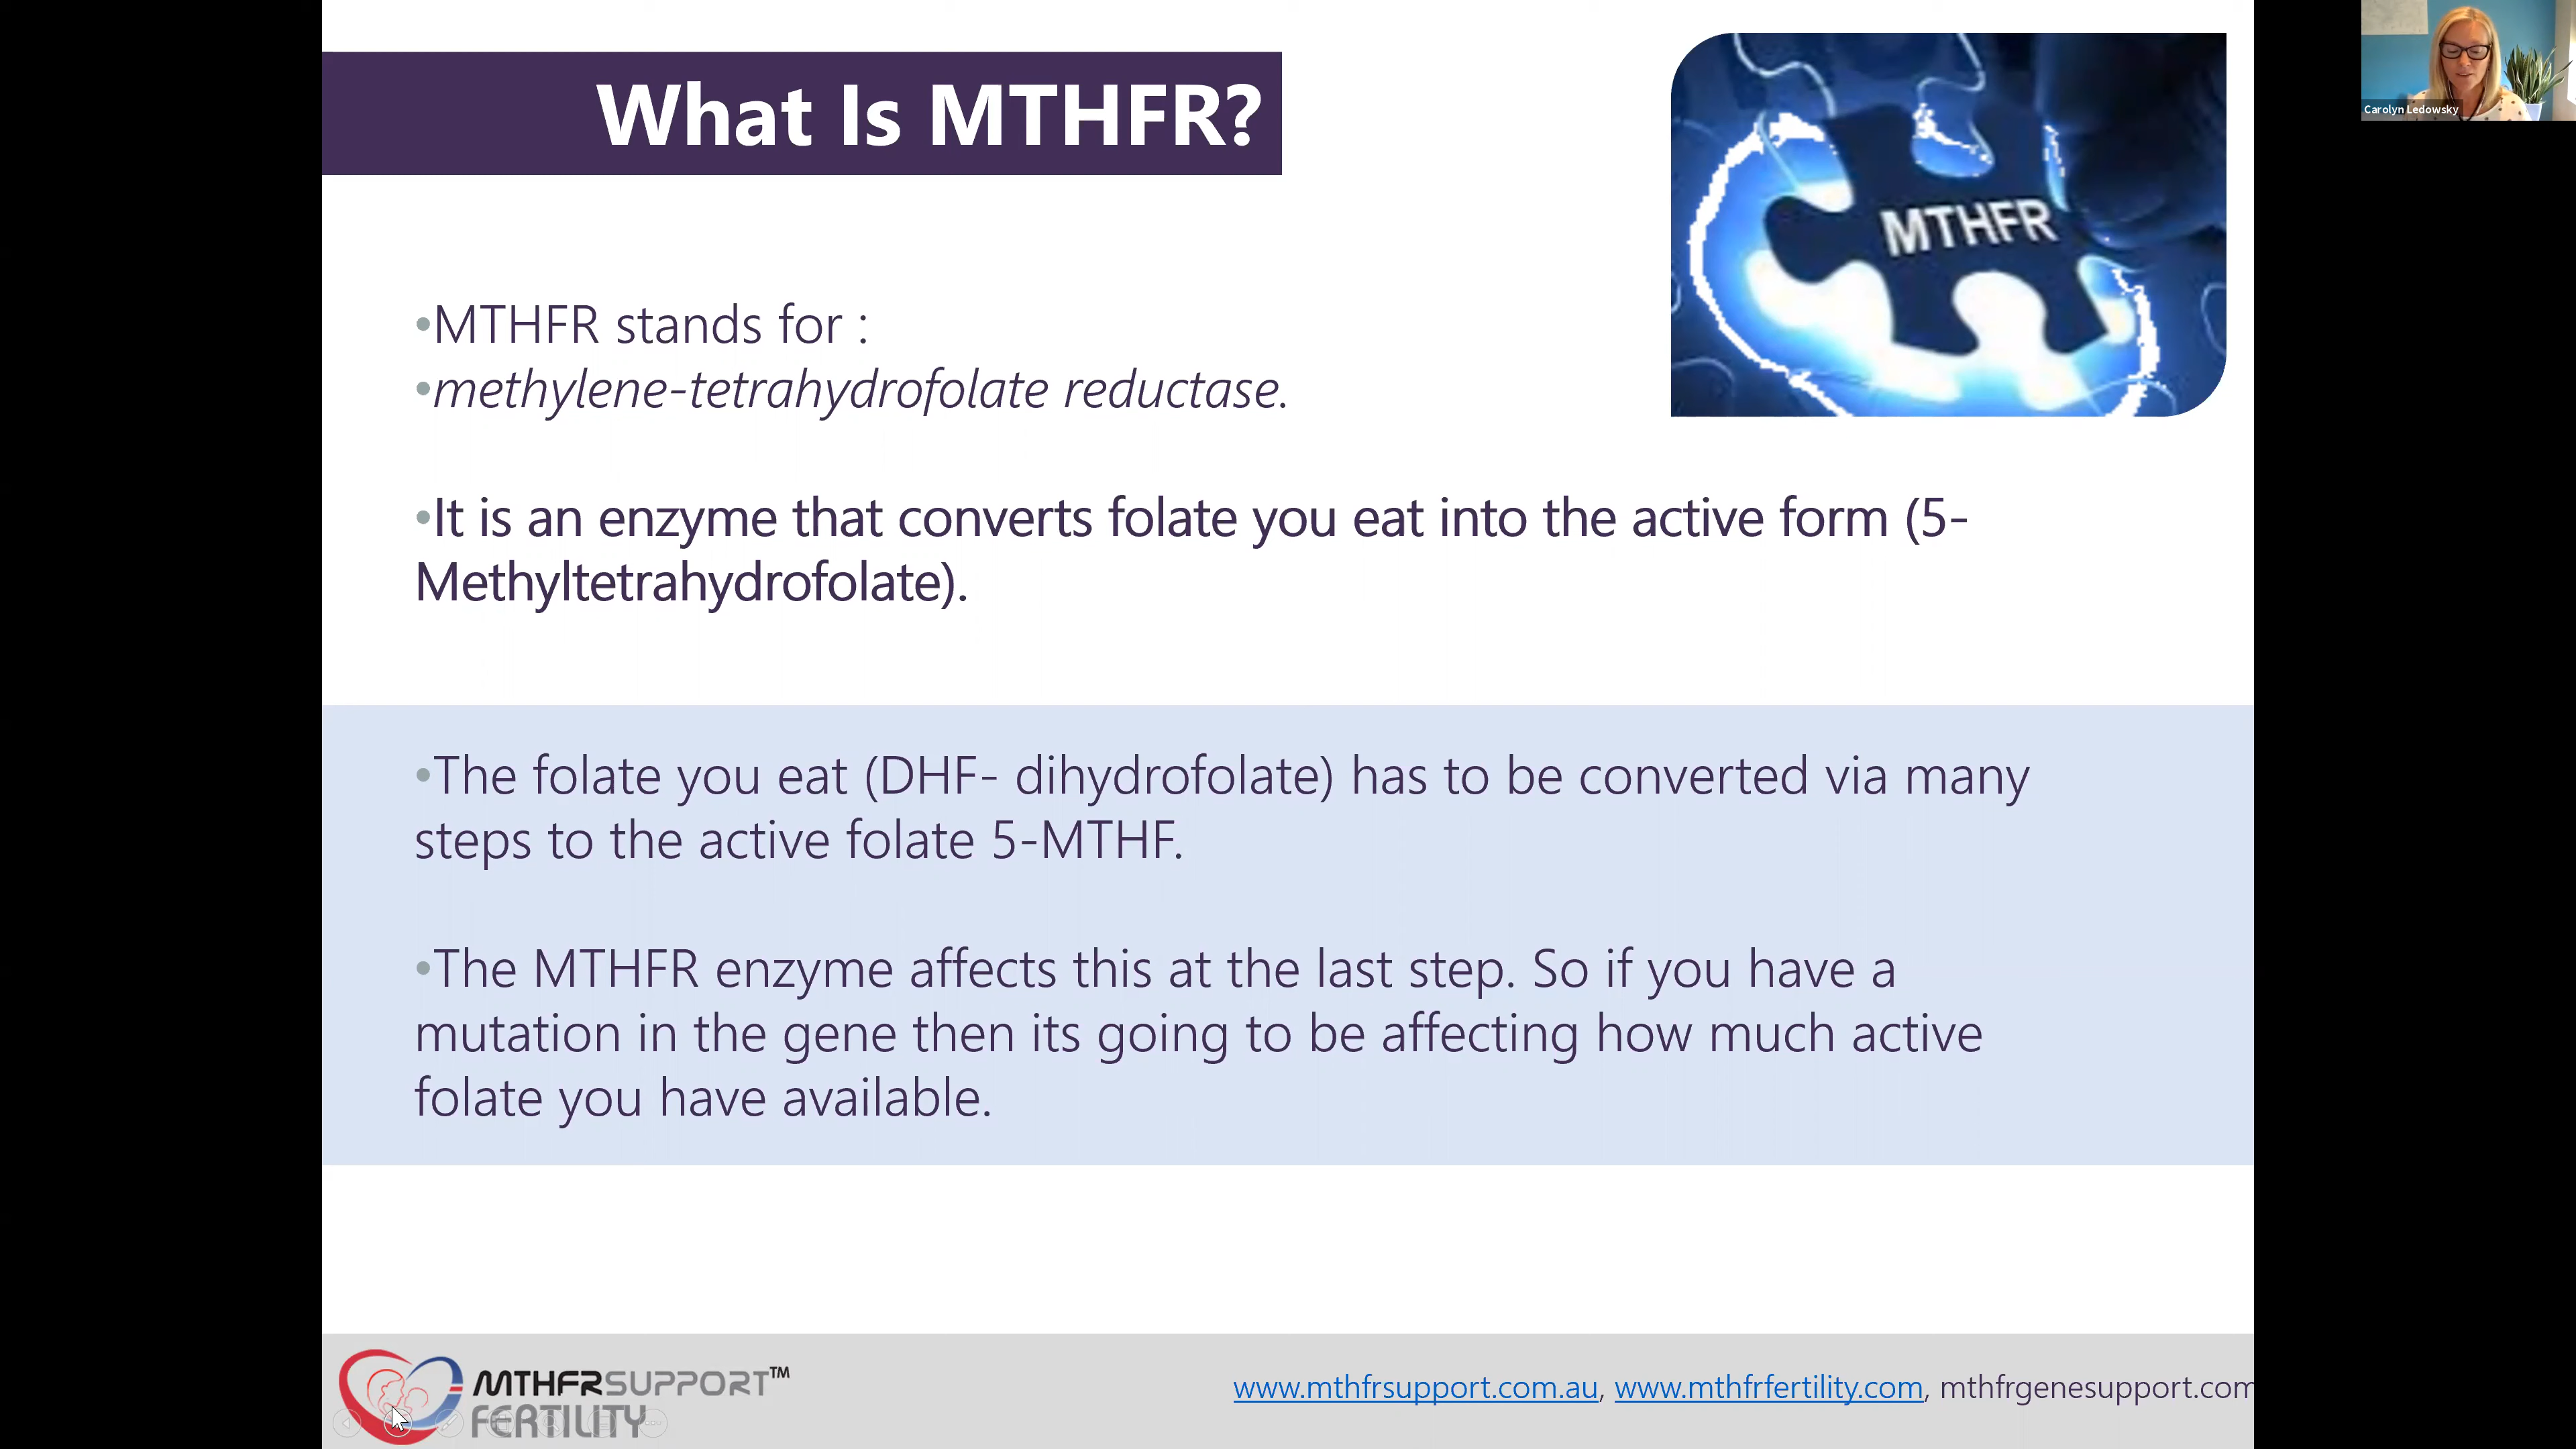 What Is MTHFR?
MTHFR
Carolyn Ledowsky
•MTHFR stands for :
•methylene-tetrahydrofolate reductase.
•It is an enzyme that converts folate you eat into the active form (5-
Methyltetrahydrofolate).
•The folate you eat (DHF- dihydrofolate) has to be converted via many
steps to the active folate 5-MTHF.
•The MTHFR enzyme affects this at the last step. So if you have a
mutation in the gene then its going to be affecting how much active
folate you have available.
MTHFRSUPPORT™
FERTILITY
www.mthfrsupport.com.au, www.mthfrfertility.com, mthfrgenesupport.com